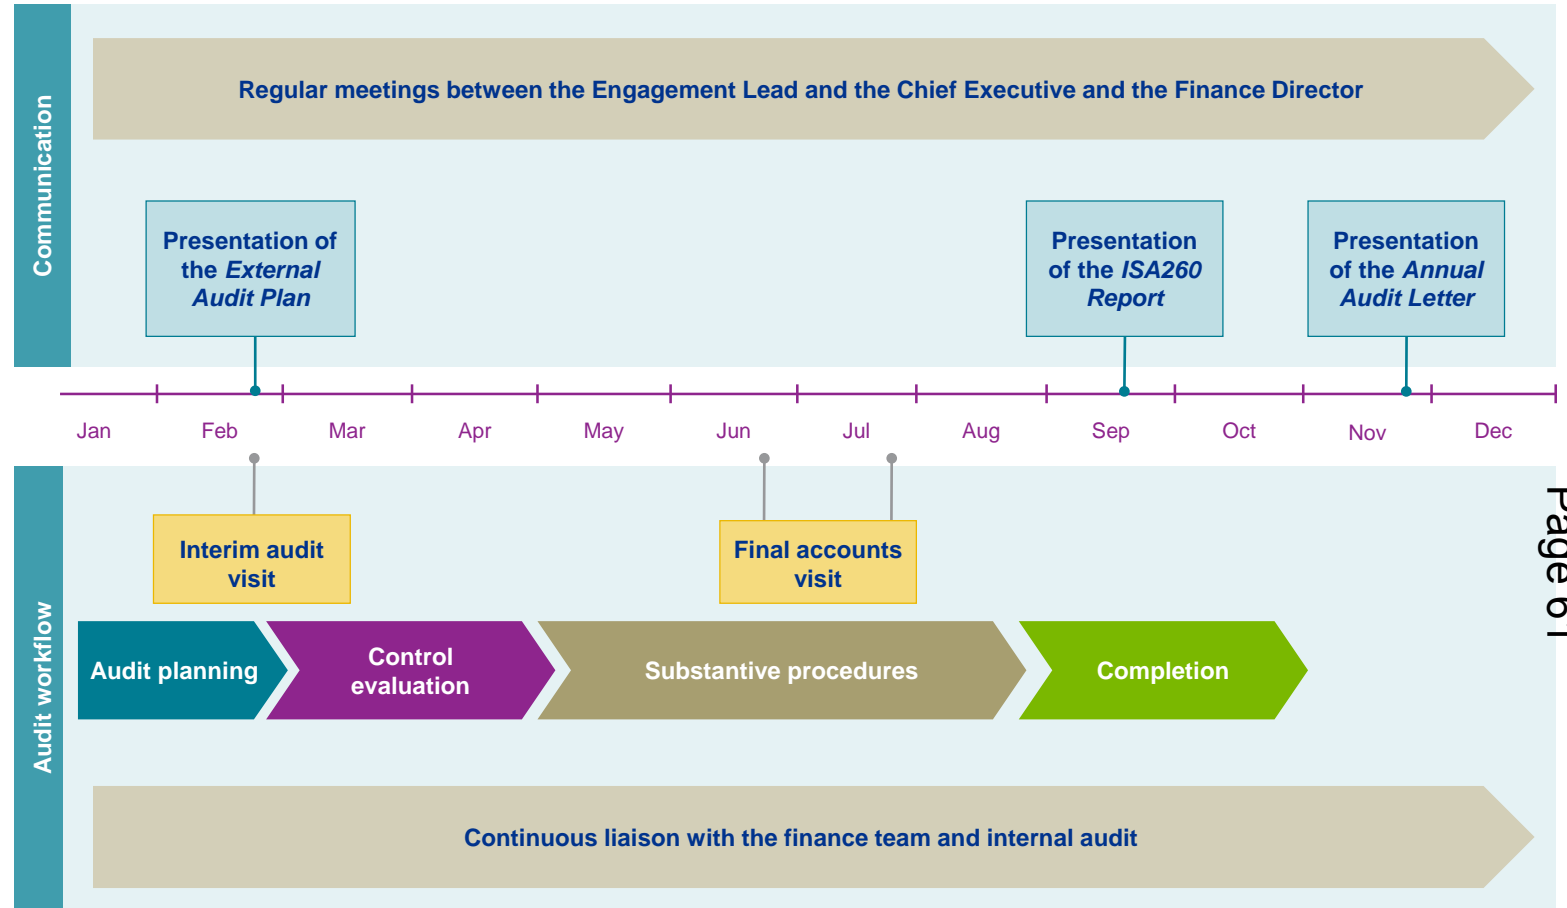 Communication
Regular meetings between the Engagement Lead and the Chief Executive and the Finance Director
Presentation of
the External
Audit Plan
Presentation
of the ISA260
Report
Presentation
of the Annual
Audit Letter
Jan Feb Mar Apr May Jun Jul Aug Sep Oct Nov Dec
Audit workflow
Interim audit
visit
Final accounts
visit
Audit planning
Control
evaluation
Substantive procedures
Completion
Continuous liaison with the finance team and internal audit
Page 61